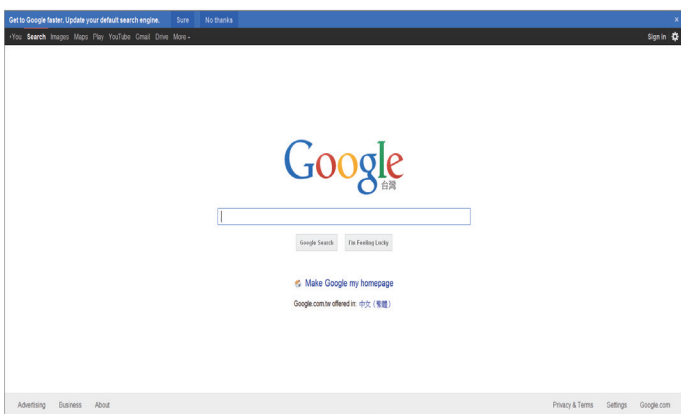 Get to Google faster. Update your default search engine. Sure No thanks ×
+You Search Images Maps Play YouTube Gmail Drive More Sign in
Google
台灣
Google Search I'm Feeling Lucky
Make Google my homepage
Google.com.tw offered in: 中文（繁體）
Advertising Business About Privacy & Terms Settings Google.com